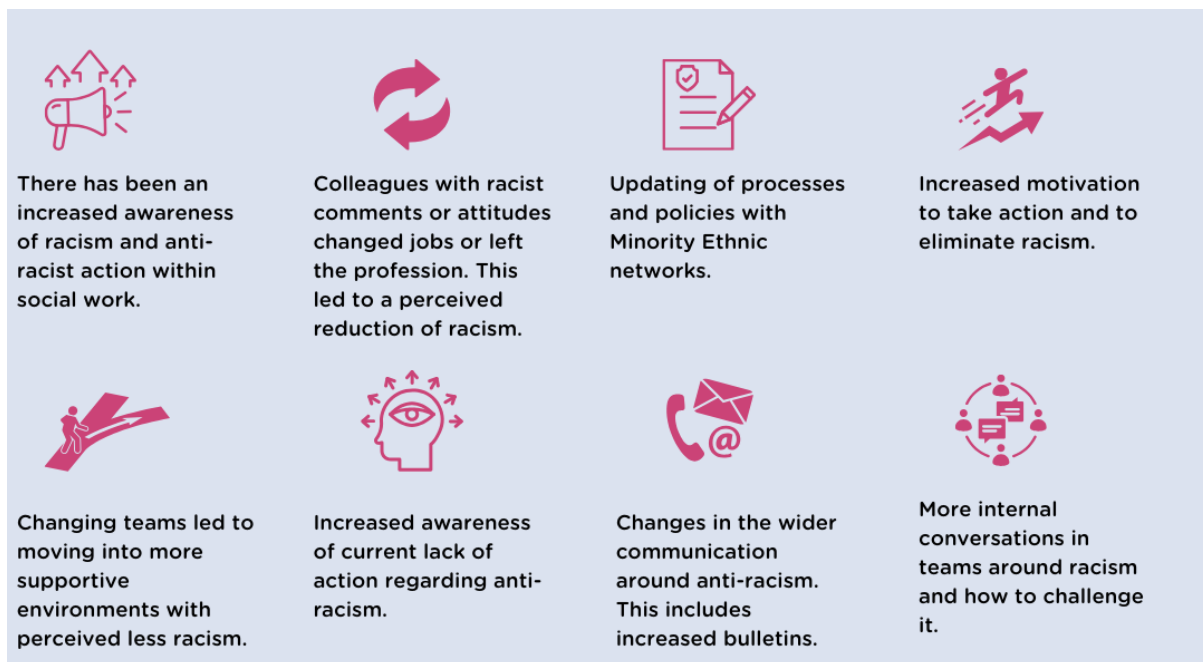 There has been an
increased awareness
of racism and anti-
racist action within
social work.
Colleagues with racist
comments or attitudes
changed jobs or left
the profession. This
led to a perceived
reduction of racism.
Updating of processes
and policies with
Minority Ethnic
networks.
Increased motivation
to take action and to
eliminate racism.
Changing teams led to
moving into more
supportive
environments with
perceived less racism.
Increased awareness
of current lack of
action regarding anti-
racism.
@
Changes in the wider
communication
around anti-racism.
This includes
increased bulletins.
More internal
conversations in
teams around racism
and how to challenge
it.